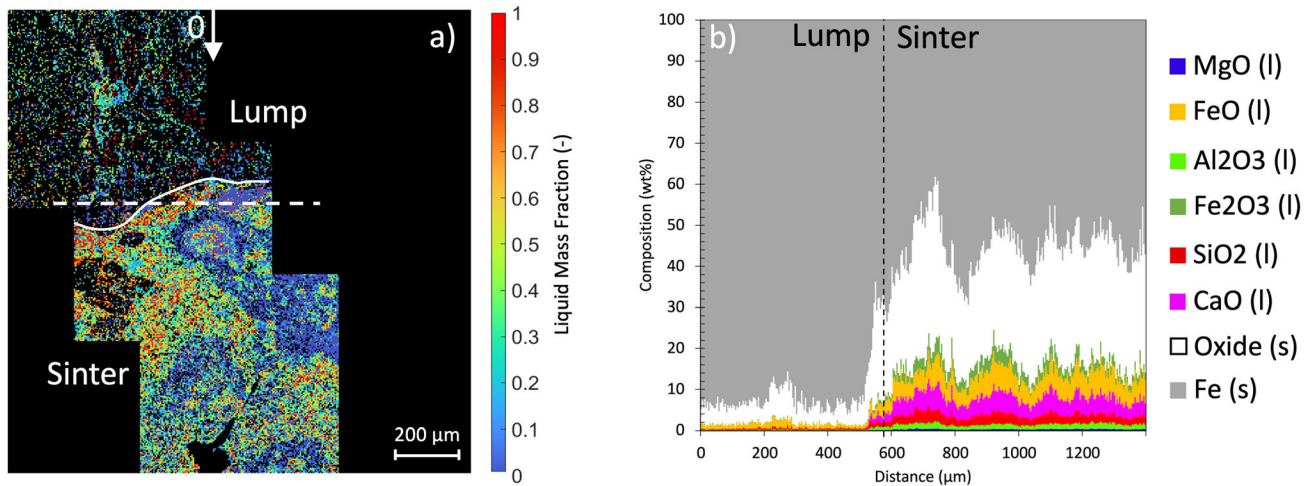 0
a)
Lump
Sinter
200 µm
1
0.9
0.8
0.7
0.6
0.5
0.4
0.3
0.2
0.1
0
Liquid Mass Fraction (-)
b)
Lump
Sinter
100
90
80
70
60
50
40
30
20
10
0
Composition (wt%)
0 200 400 600 800 1000 1200
Distance (µm)
MgO (l)
FeO (l)
Al2O3 (l)
Fe2O3 (l)
SiO2 (l)
CaO (l)
Oxide (s)
Fe (s)